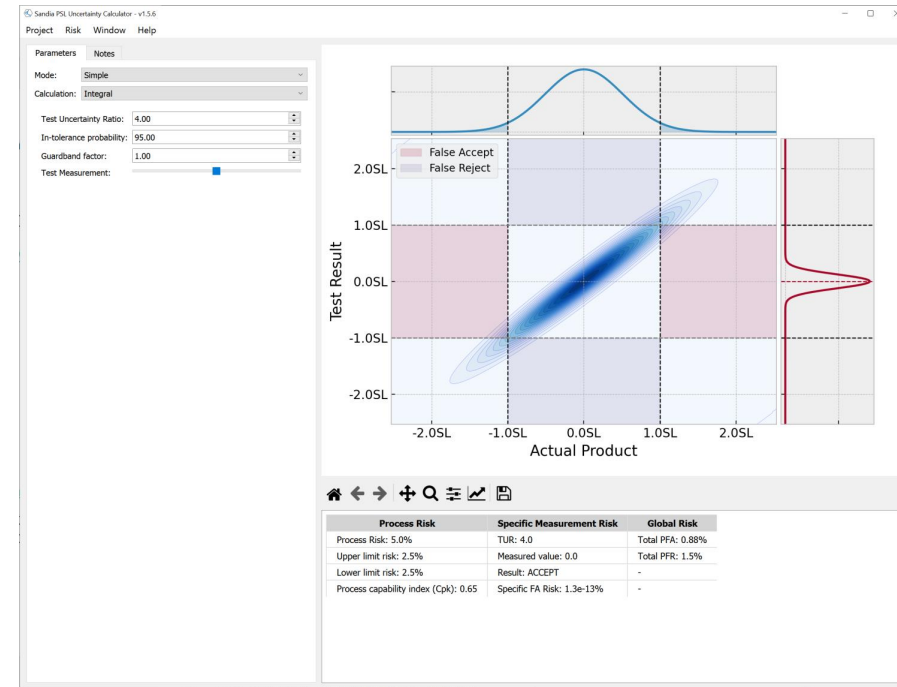 Sandia PSL Uncertainty Calculator - v1.5.6
Project Risk Window Help
Parameters Notes
Mode: Simple
Calculation: Integral
Test Uncertainty Ratio: 4.00
In-tolerance probability: 95.00
Guardband factor: 1.00
Test Measurement:
False Accept
False Reject
2.0SL
1.0SL
0.0SL
-1.0SL
-2.0SL
Test Result
-2.0SL -1.0SL 0.0SL 1.0SL 2.0SL
Actual Product
Process Risk Specific Measurement Risk Global Risk
Process Risk: 5.0% TUR: 4.0 Total PFA: 0.88%
Upper limit risk: 2.5% Measured value: 0.0 Total PFR: 1.5%
Lower limit risk: 2.5% Result: ACCEPT -
Process capability index (Cpk): 0.65 Specific FA Risk: 1.3e-13% -